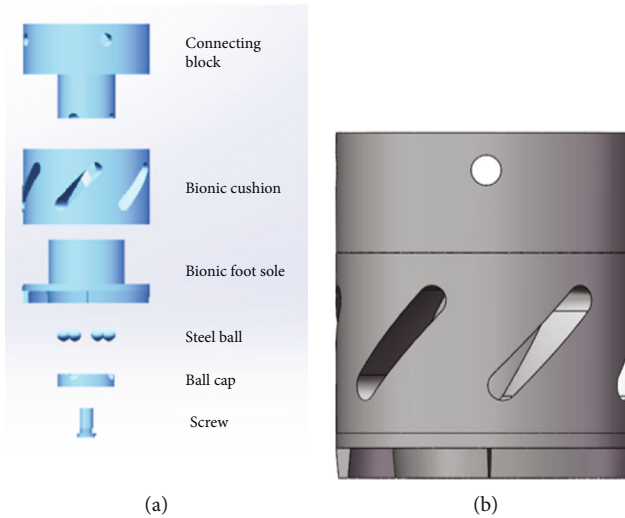 Connecting
block
Bionic cushion
Bionic foot sole
Steel ball
Ball cap
Screw
(a)
(b)